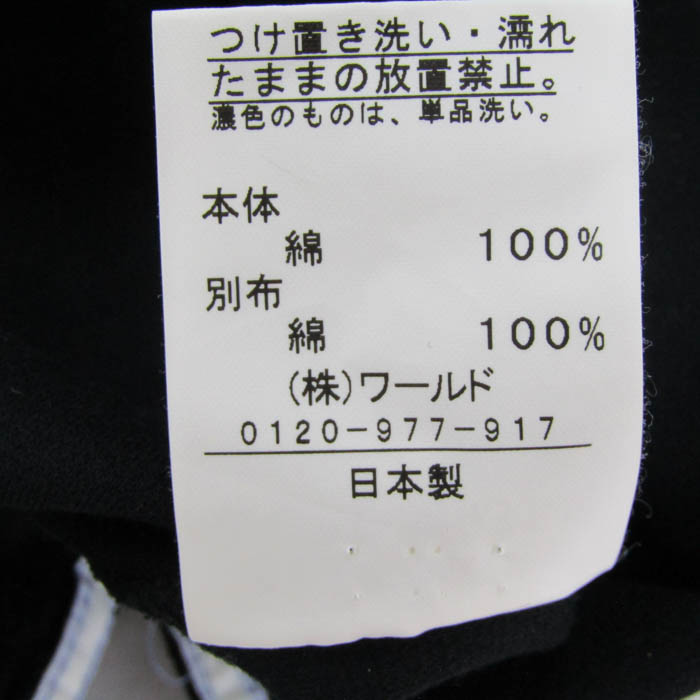 つけ置き洗い・濡れ
たままの放置禁止。
濃色のものは、単品洗い。
本体
綿 100%
別布
綿 100%
(株)ワールド
0120-977-917
日本製